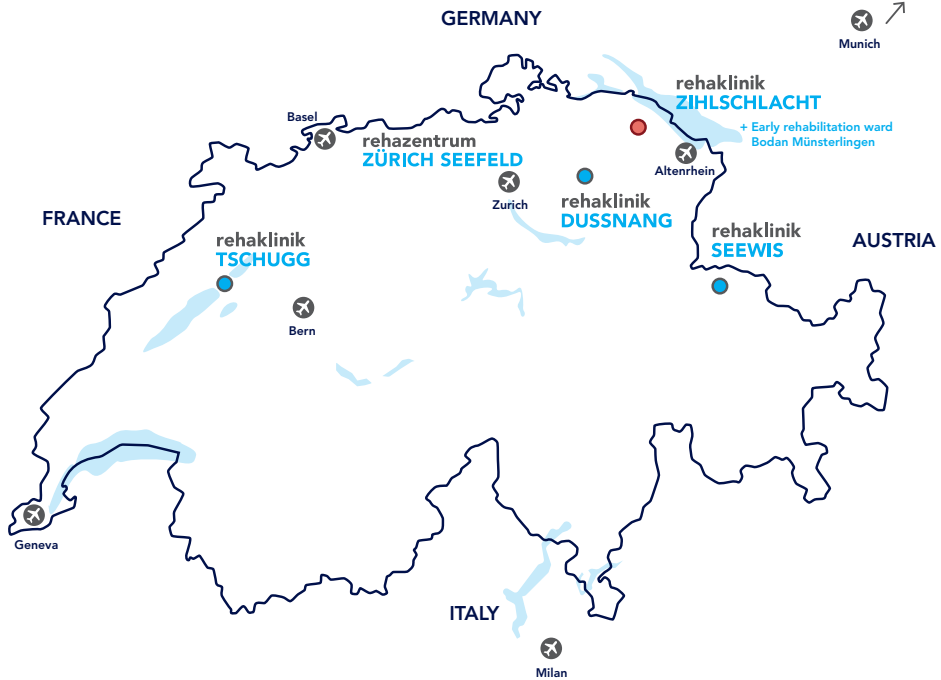 GERMANY
Munich
rehaklinik
ZIHLSCHLACHT
+ Early rehabilitation ward
Bodan Münsterlingen
Basel
rehazentrum
ZÜRICH SEEFELD
Altenrhein
Zurich
rehaklinik
DUSSNANG
FRANCE
rehaklinik
TSCHUGG
rehaklinik
SEEWIS
AUSTRIA
Bern
Geneva
ITALY
Milan